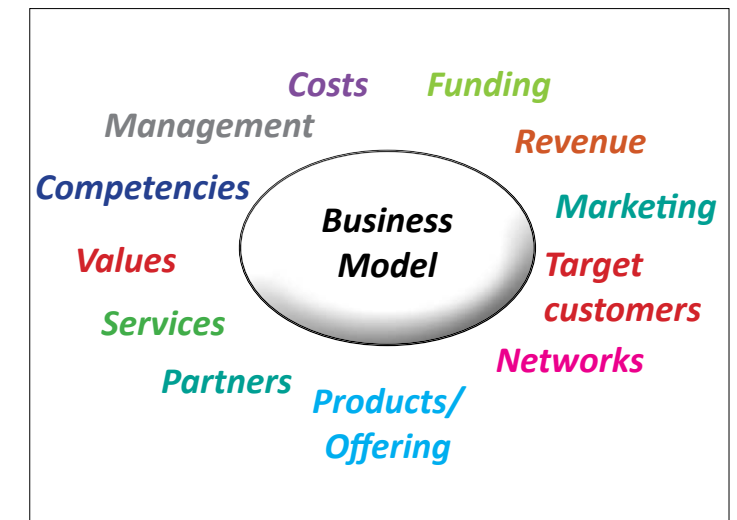 Costs
Funding
Management
Revenue
Competencies
Marketing
Business
Model
Values
Target
customers
Services
Networks
Partners
Products/
Offering